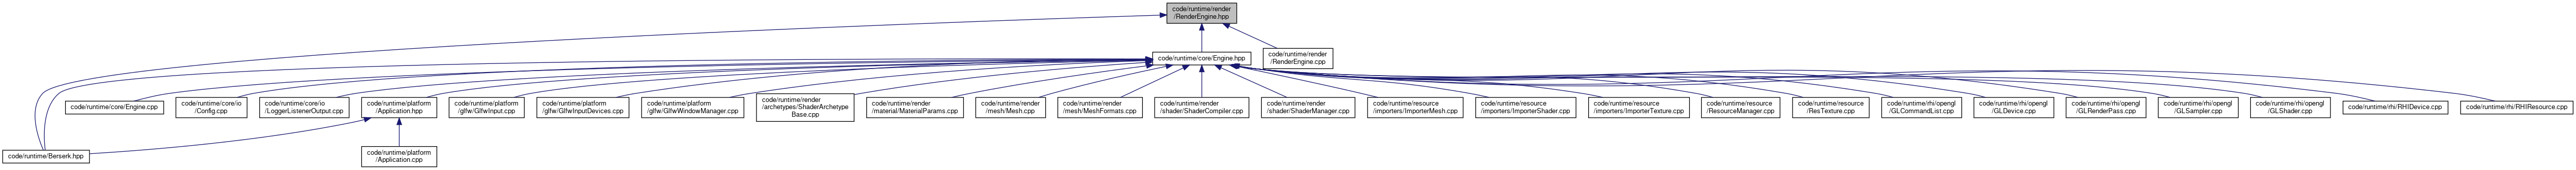 code/runtime/render
/RenderEngine.hpp
code/runtime/core/Engine.hpp
code/runtime/render
/RenderEngine.cpp
code/runtime/core/Engine.cpp
code/runtime/core/io
/Config.cpp
code/runtime/core/io
/LoggerListenerOutput.cpp
code/runtime/platform
/Application.hpp
code/runtime/platform
/glfw/GlfwInput.cpp
code/runtime/platform
/glfw/GlfwInputDevices.cpp
code/runtime/platform
/glfw/GlfwWindowManager.cpp
code/runtime/render
/archetypes/ShaderArchetype
Base.cpp
code/runtime/render
/material/MaterialParams.cpp
code/runtime/render
/mesh/Mesh.cpp
code/runtime/render
/mesh/MeshFormats.cpp
code/runtime/render
/shader/ShaderCompiler.cpp
code/runtime/render
/shader/ShaderManager.cpp
code/runtime/resource
/importers/ImporterMesh.cpp
code/runtime/resource
/importers/ImporterShader.cpp
code/runtime/resource
/importers/ImporterTexture.cpp
code/runtime/resource
/ResourceManager.cpp
code/runtime/resource
/ResTexture.cpp
code/runtime/rhi/opengl
/GLCommandList.cpp
code/runtime/rhi/opengl
/GLDevice.cpp
code/runtime/rhi/opengl
/GLRenderPass.cpp
code/runtime/rhi/opengl
/GLSampler.cpp
code/runtime/rhi/opengl
/GLShader.cpp
code/runtime/rhi/RHIDevice.cpp
code/runtime/rhi/RHIResource.cpp
code/runtime/Berserk.hpp
code/runtime/platform
/Application.cpp